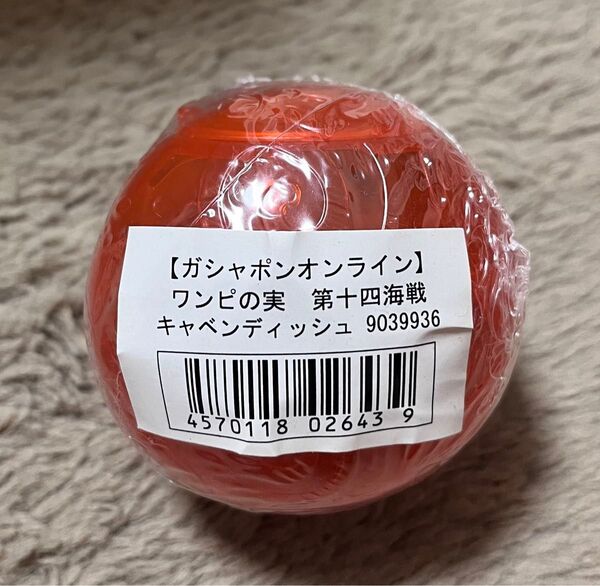 【ガシャポンオンライン】
ワンピの実　第十四海戦
キャベンディッシュ 9039936
4570118 02643 9